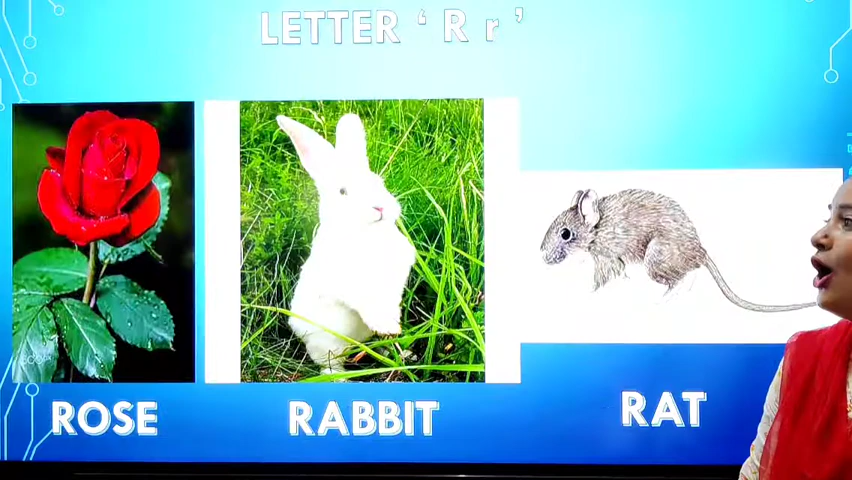 LETTER ‘ R r ’
ROSE
RABBIT
RAT